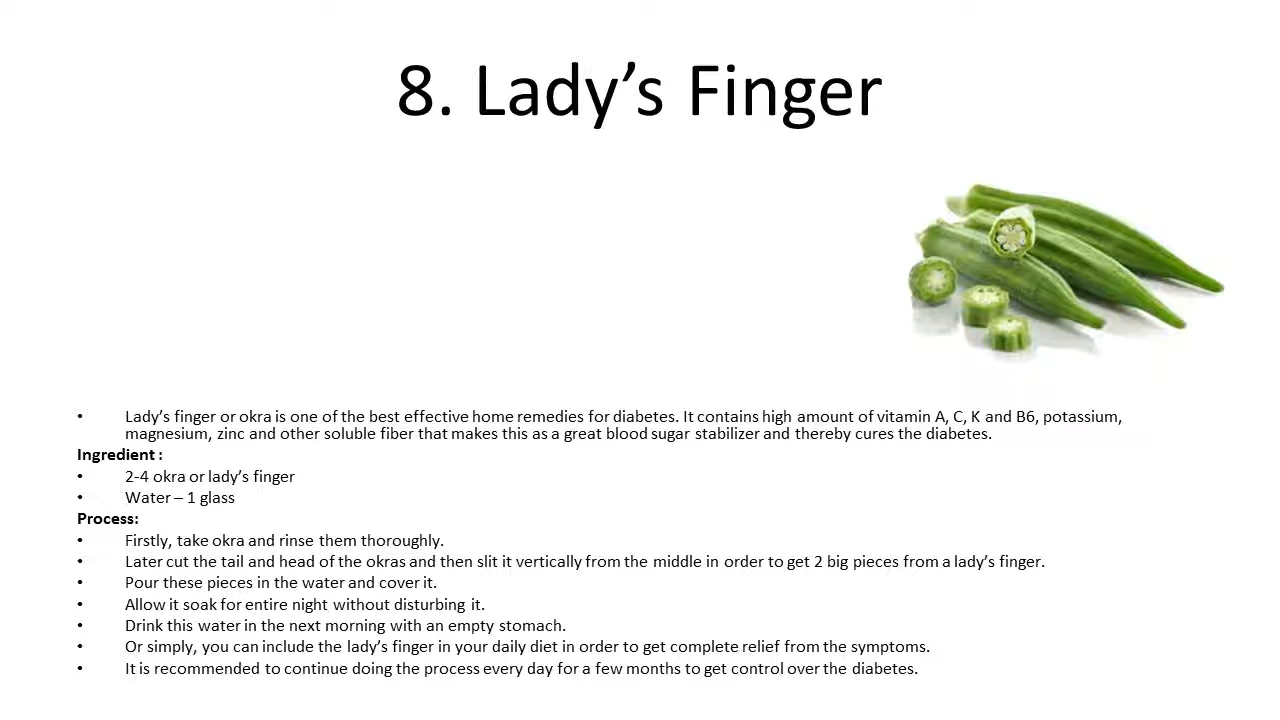 8. Lady’s Finger
• Lady’s finger or okra is one of the best effective home remedies for diabetes. It contains high amount of vitamin A, C, K and B6, potassium,
magnesium, zinc and other soluble fiber that makes this as a great blood sugar stabilizer and thereby cures the diabetes.
Ingredient :
• 2-4 okra or lady’s finger
• Water – 1 glass
Process:
• Firstly, take okra and rinse them thoroughly.
• Later cut the tail and head of the okras and then slit it vertically from the middle in order to get 2 big pieces from a lady’s finger.
• Pour these pieces in the water and cover it.
• Allow it soak for entire night without disturbing it.
• Drink this water in the next morning with an empty stomach.
• Or simply, you can include the lady’s finger in your daily diet in order to get complete relief from the symptoms.
• It is recommended to continue doing the process every day for a few months to get control over the diabetes.